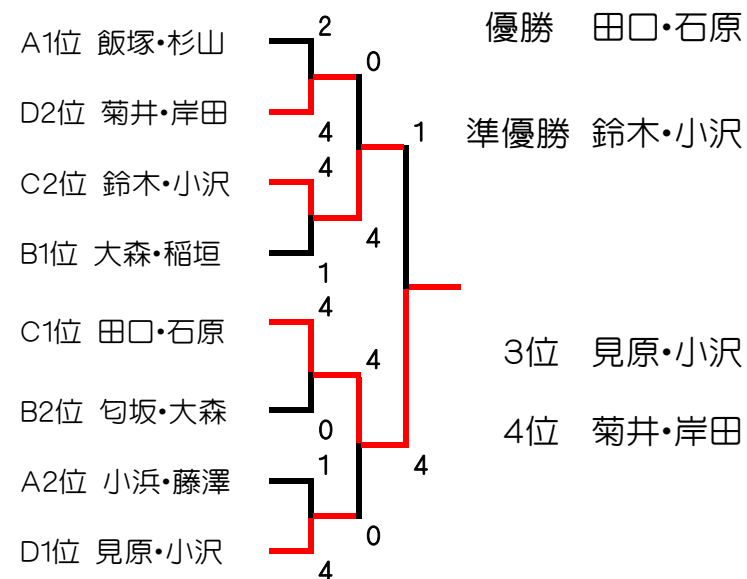 A1位 飯塚・杉山
2
0
D2位 菊井・岸田
4
1
C2位 鈴木・小沢
4
B1位 大森・稲垣
1
4
C1位 田口・石原
4
4
B2位 匂坂・大森
0
4
A2位 小浜・藤澤
1
D1位 見原・小沢
4
0
優勝 田口・石原
準優勝 鈴木・小沢
3位 見原・小沢
4位 菊井・岸田